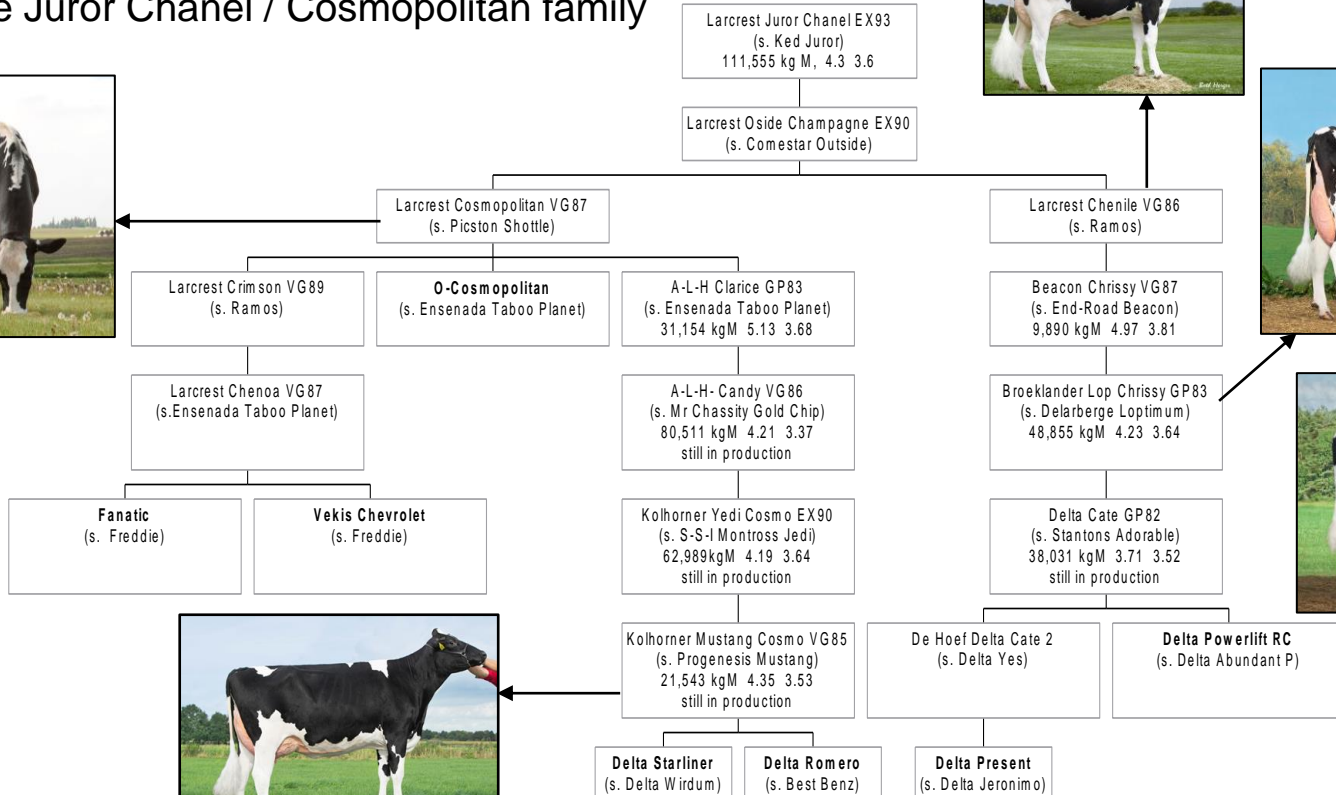 e Juror Chanel / Cosmopolitan family
Larcrest Juror Chanel EX93
(s. Ked Juror)
111,555 kg M, 4.3 3.6
Larcrest Oside Champagne EX90
(s. Comestar Outside)
Larcrest Cosmopolitan VG87
(s. Picston Shottle)
Larcrest Chenile VG86
(s. Ramos)
Larcrest Crimson VG89
(s. Ramos)
O-Cosmopolitan
(s. Ensenada Taboo Planet)
A-L-H Clarice GP83
(s. Ensenada Taboo Planet)
31,154 kgM 5.13 3.68
Beacon Chrissy VG87
(s. End-Road Beacon)
9,890 kgM 4.97 3.81
Larcrest Chenoa VG87
(s.Ensenada Taboo Planet)
A-L-H- Candy VG86
(s. Mr Chassity Gold Chip)
80,511 kgM 4.21 3.37
still in production
Broeklander Lop Chrissy GP83
(s. Delarberge Loptimum)
48,855 kgM 4.23 3.64
Fanatic
(s. Freddie)
Vekis Chevrolet
(s. Freddie)
Kolhorner Yedi Cosmo EX90
(s. S-S-I Montross Jedi)
62,989kgM 4.19 3.64
still in production
Delta Cate GP82
(s. Stantons Adorable)
38,031 kgM 3.71 3.52
still in production
Kolhorner Mustang Cosmo VG85
(s. Progenesis Mustang)
21,543 kgM 4.35 3.53
still in production
De Hoef Delta Cate 2
(s. Delta Yes)
Delta Powerlift RC
(s. Delta Abundant P)
Delta Starliner
(s. Delta Wirdum)
Delta Romero
(s. Best Benz)
Delta Present
(s. Delta Jeronimo)